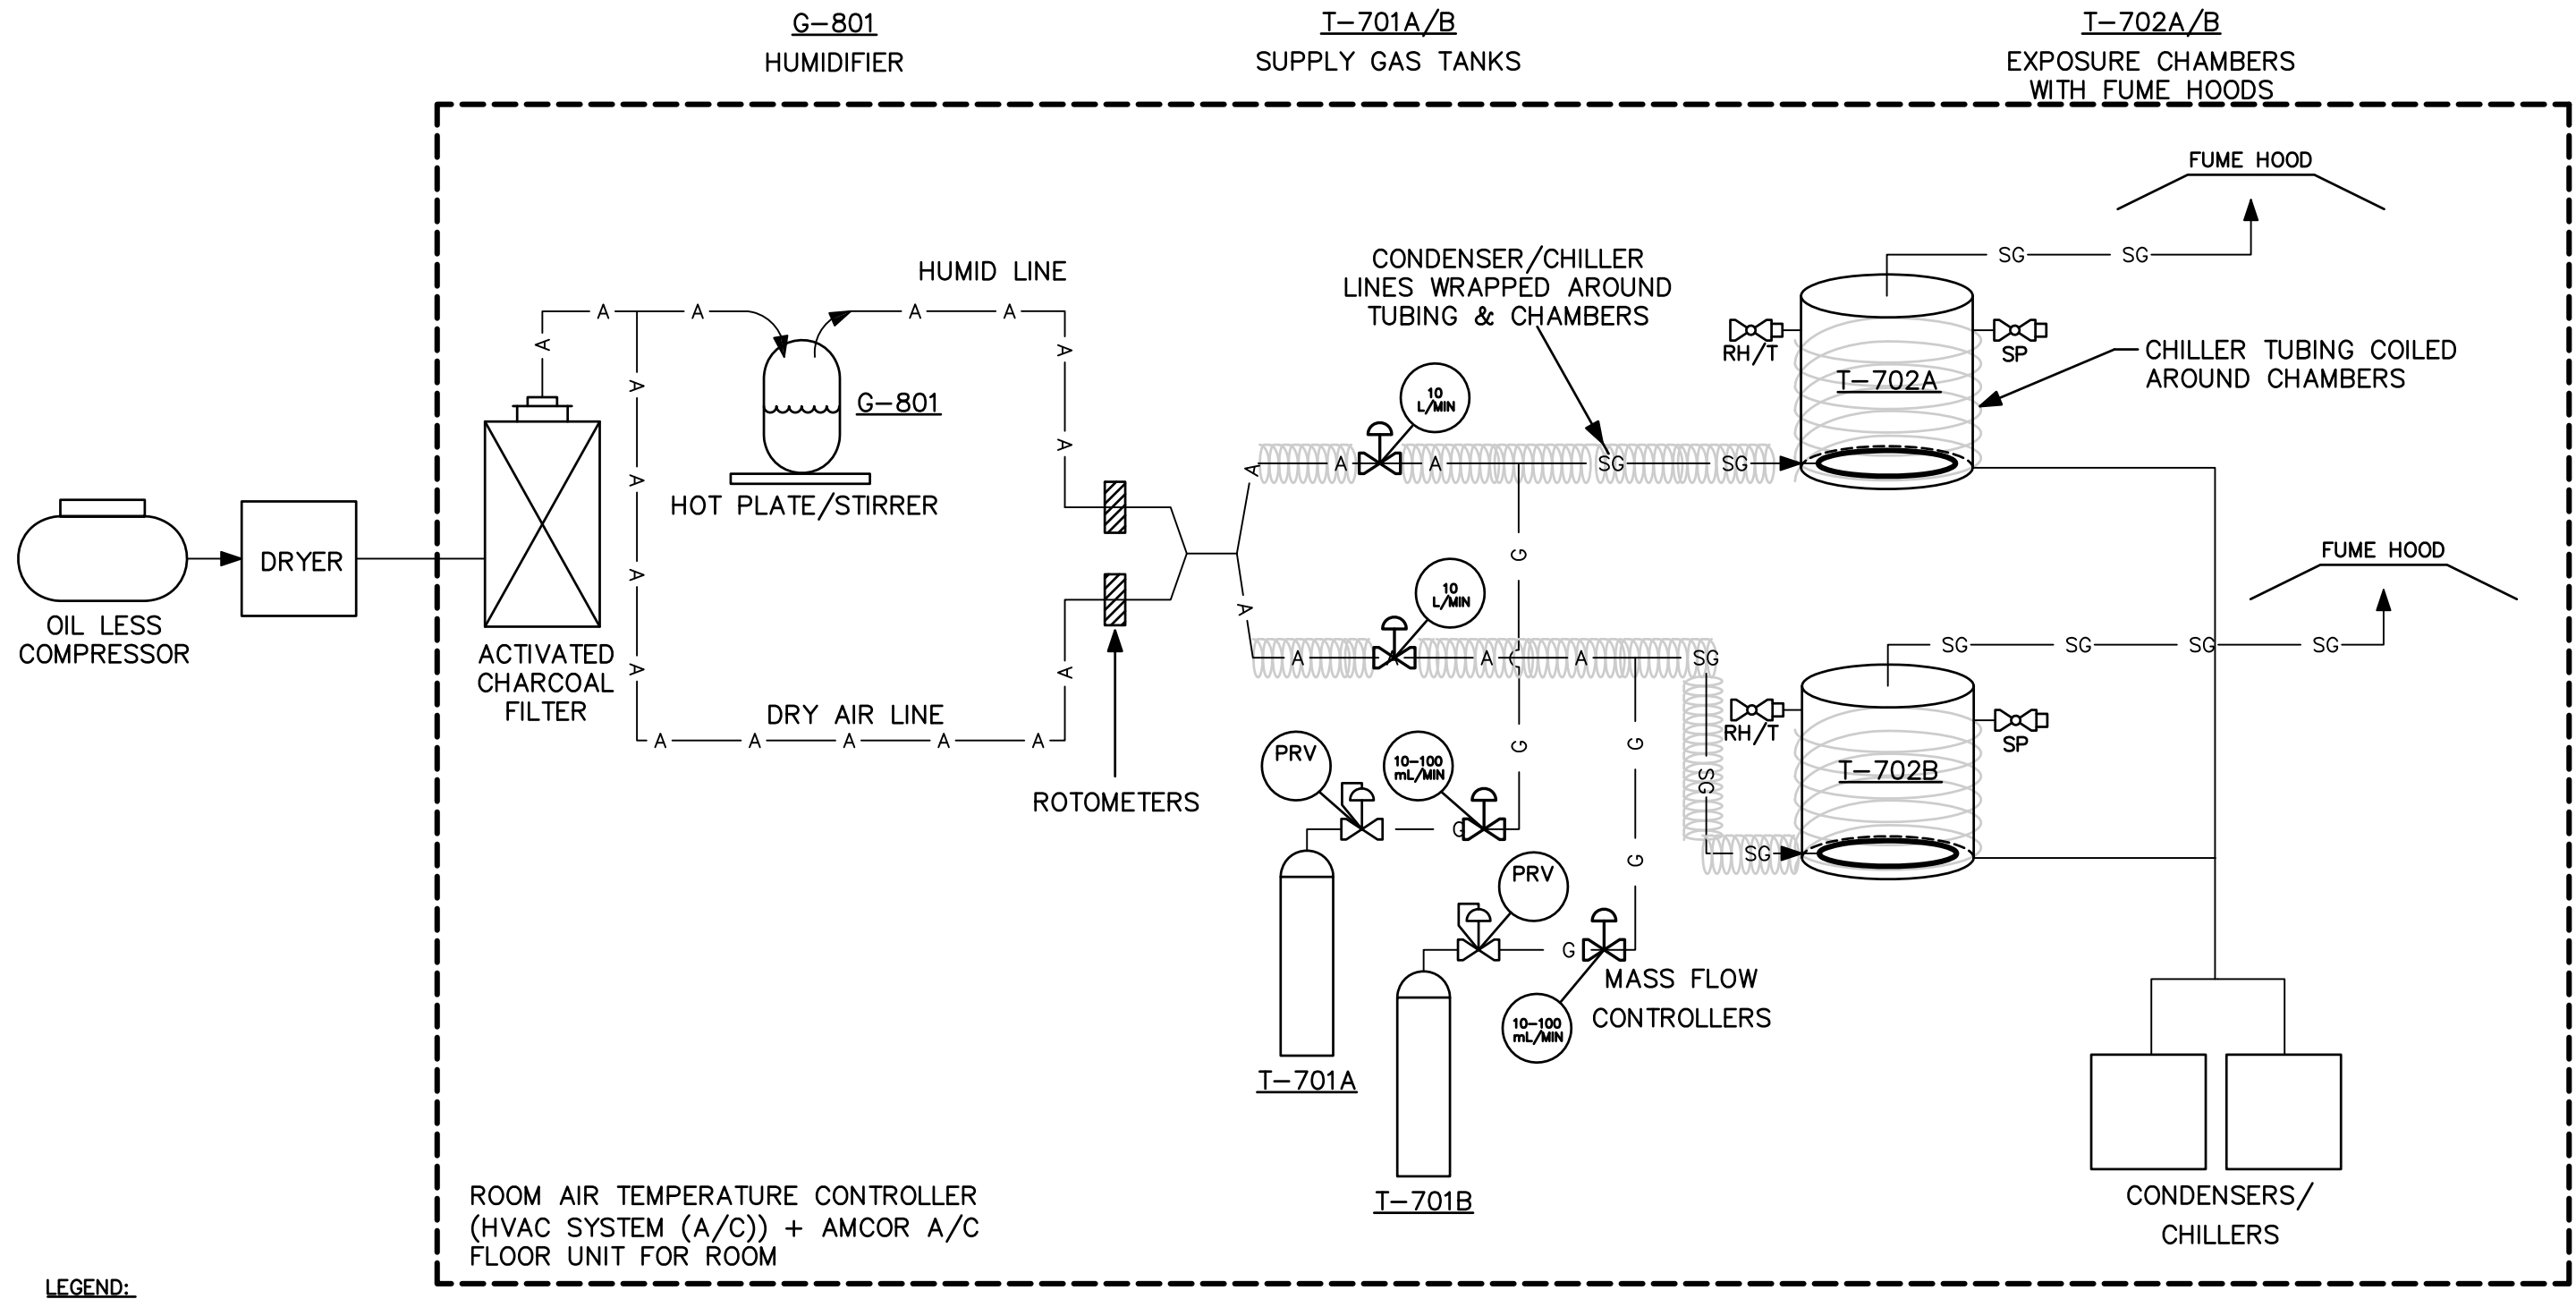 G-801
HUMIDIFIER
T-701A/B
SUPPLY GAS TANKS
T-702A/B
EXPOSURE CHAMBERS
WITH FUME HOODS
FUME HOOD
SG
SG
HUMID LINE
A
A
A
A
A
A
A
A
A
A
A
A
G-801
HOT PLATE/STIRRER
CONDENSER/CHILLER
LINES WRAPPED AROUND
TUBING & CHAMBERS
10
L/MIN
A
A
A
SG
SG
RH/T
SP
T-702A
CHILLER TUBING COILED
AROUND CHAMBERS
DRYER
OIL LESS
COMPRESSOR
ACTIVATED
CHARCOAL
FILTER
DRY AIR LINE
A
A
A
A
A
ROTOMETERS
G
10
L/MIN
A
A
A
A
A
SG
FUME HOOD
SG
SG
SG
SG
RH/T
SP
T-702B
SG
SG
PRV
10-100
mL/MIN
G
G
G
G
PRV
G
10-100
mL/MIN
MASS FLOW
CONTROLLERS
T-701A
T-701B
CONDENSERS/
CHILLERS
ROOM AIR TEMPERATURE CONTROLLER
(HVAC SYSTEM (A/C)) + AMCOR A/C
FLOOR UNIT FOR ROOM
LEGEND: